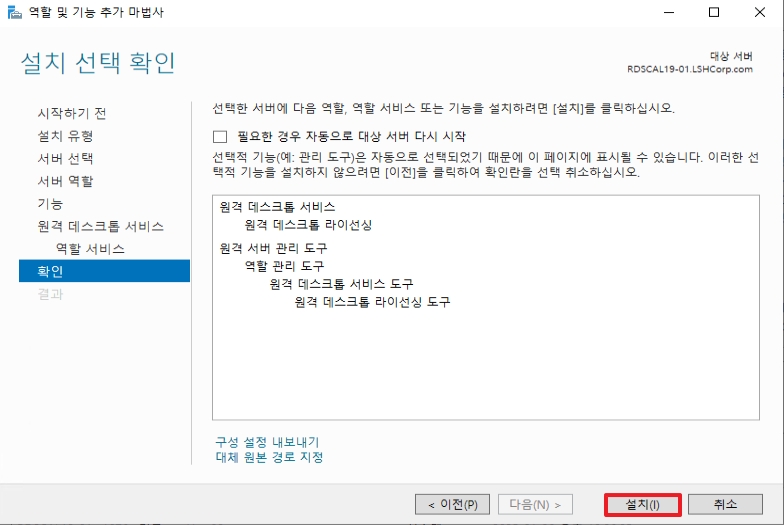 역할 및 기능 추가 마법사
설치 선택 확인
대상 서버
RDSCAL19-01.LSHCorp.com
시작하기 전
설치 유형
서버 선택
서버 역할
기능
원격 데스크톱 서비스
역할 서비스
확인
결과
선택한 서버에 다음 역할, 역할 서비스 또는 기능을 설치하려면 [설치]를 클릭하십시오.
필요한 경우 자동으로 대상 서버 다시 시작
선택적 기능(예: 관리 도구)은 자동으로 선택되었기 때문에 이 페이지에 표시될 수 있습니다. 이러한 선
택적 기능을 설치하지 않으려면 [이전]을 클릭하여 확인란을 선택 취소하십시오.
원격 데스크톱 서비스
원격 데스크톱 라이선싱
원격 서버 관리 도구
역할 관리 도구
원격 데스크톱 서비스 도구
원격 데스크톱 라이선싱 도구
구성 설정 내보내기
대체 원본 경로 지정
< 이전(P)
다음(N) >
설치(I)
취소